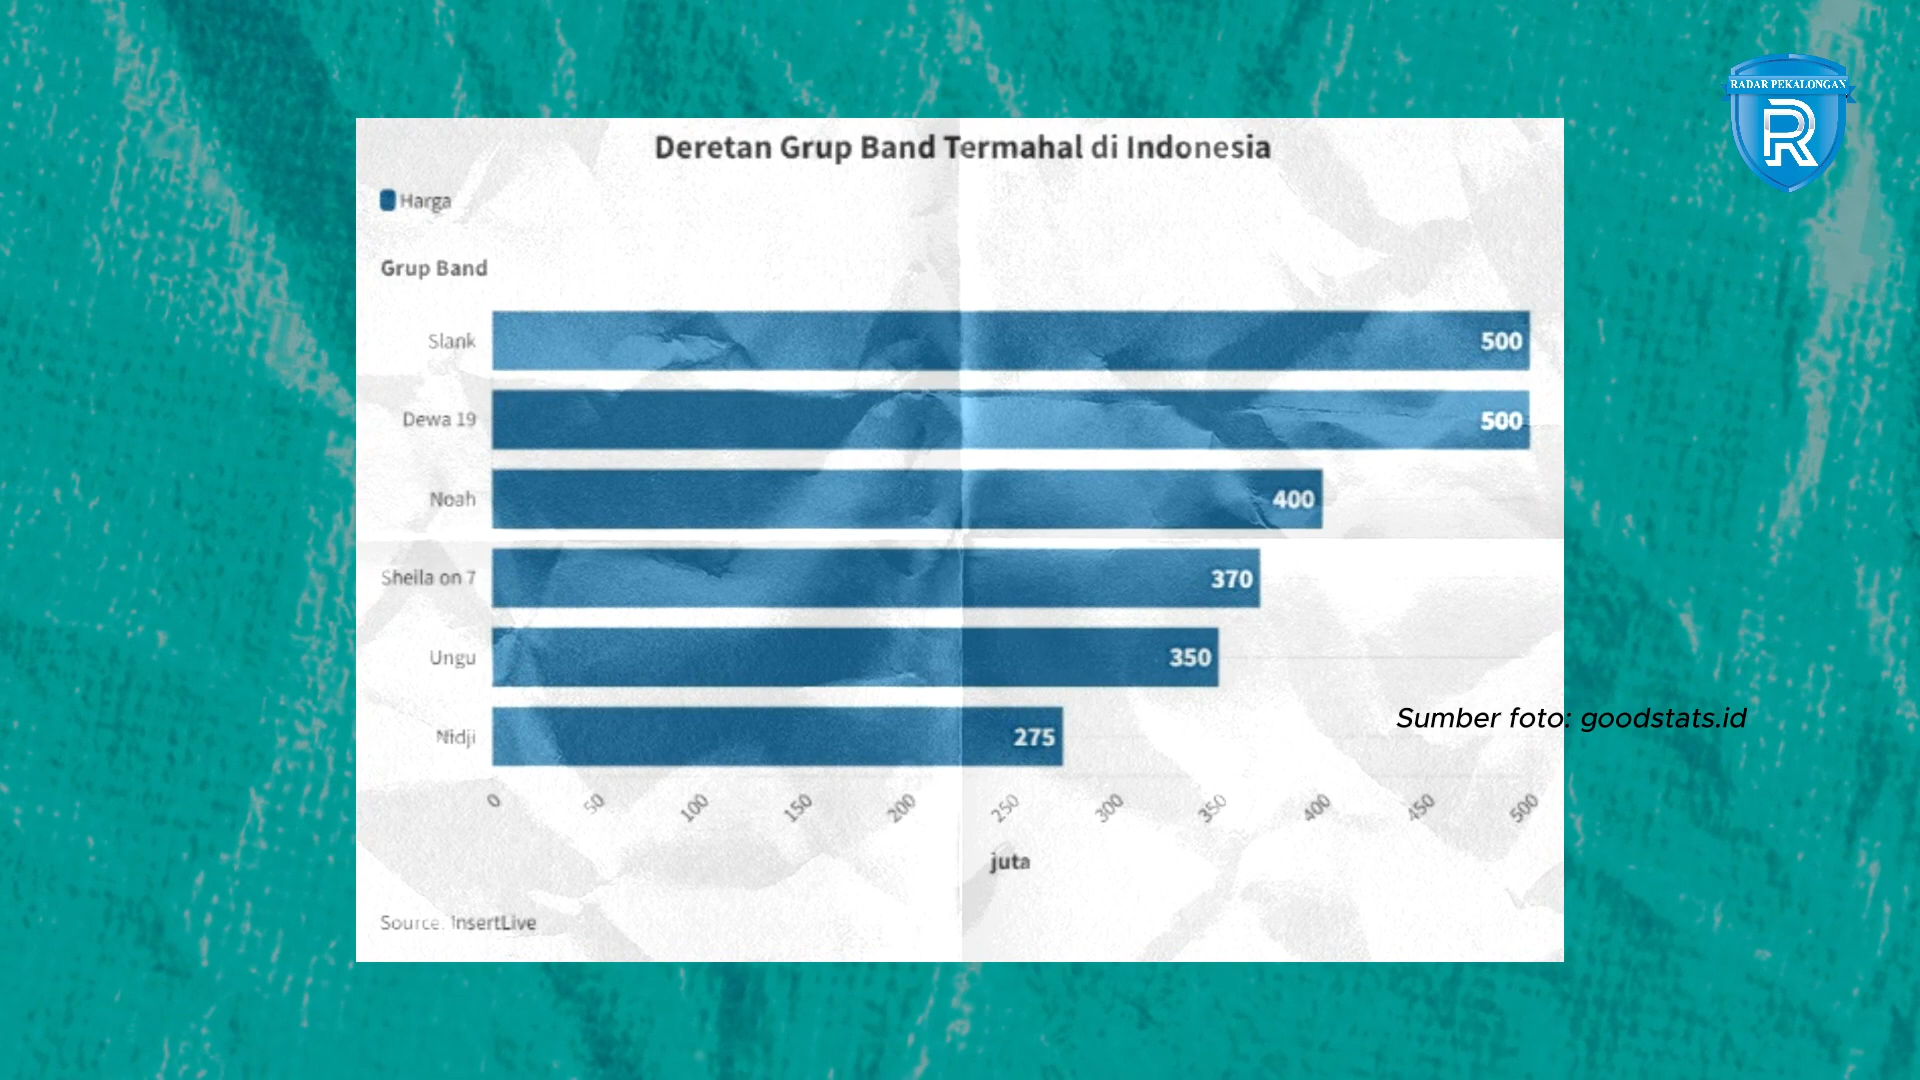 RADAR PEKALONGAN
R
Deretan Grup Band Termahal di Indonesia
Harga
Grup Band
Slank 500
Dewa 19 500
Noah 400
Sheila on 7 370
Ungu 350
Nidji 275
0 50 100 150 200 250 300 350 400 450 500
juta
Sumber foto: goodstats.id
Source: InsertLive